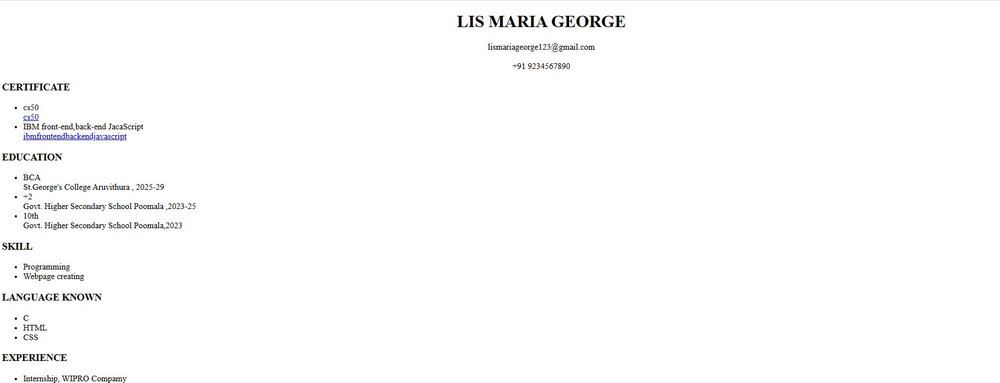 LIS MARIA GEORGE
lismariageorge123@gmail.com
+91 9234567890
CERTIFICATE
cs50
cs50
IBM front-end,back-end JacaScript
ibmfrontendbackendjavascript
EDUCATION
BCA
St.George's College Aruvithura , 2025-29
+2
Govt. Higher Secondary School Poomala ,2023-25
10th
Govt. Higher Secondary School Poomala,2023
SKILL
Programming
Webpage creating
LANGUAGE KNOWN
C
HTML
CSS
EXPERIENCE
Internship, WIPRO Compamy